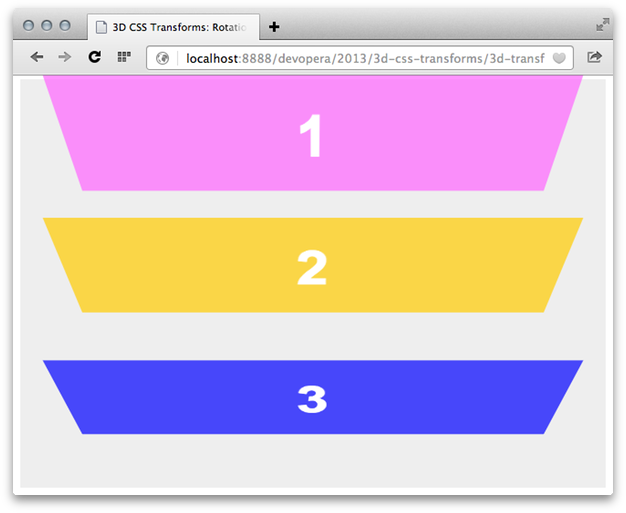 3D CSS Transforms: Rotatio
localhost:8888/devopera/2013/3d-css-transforms/3d-transf
1
2
3